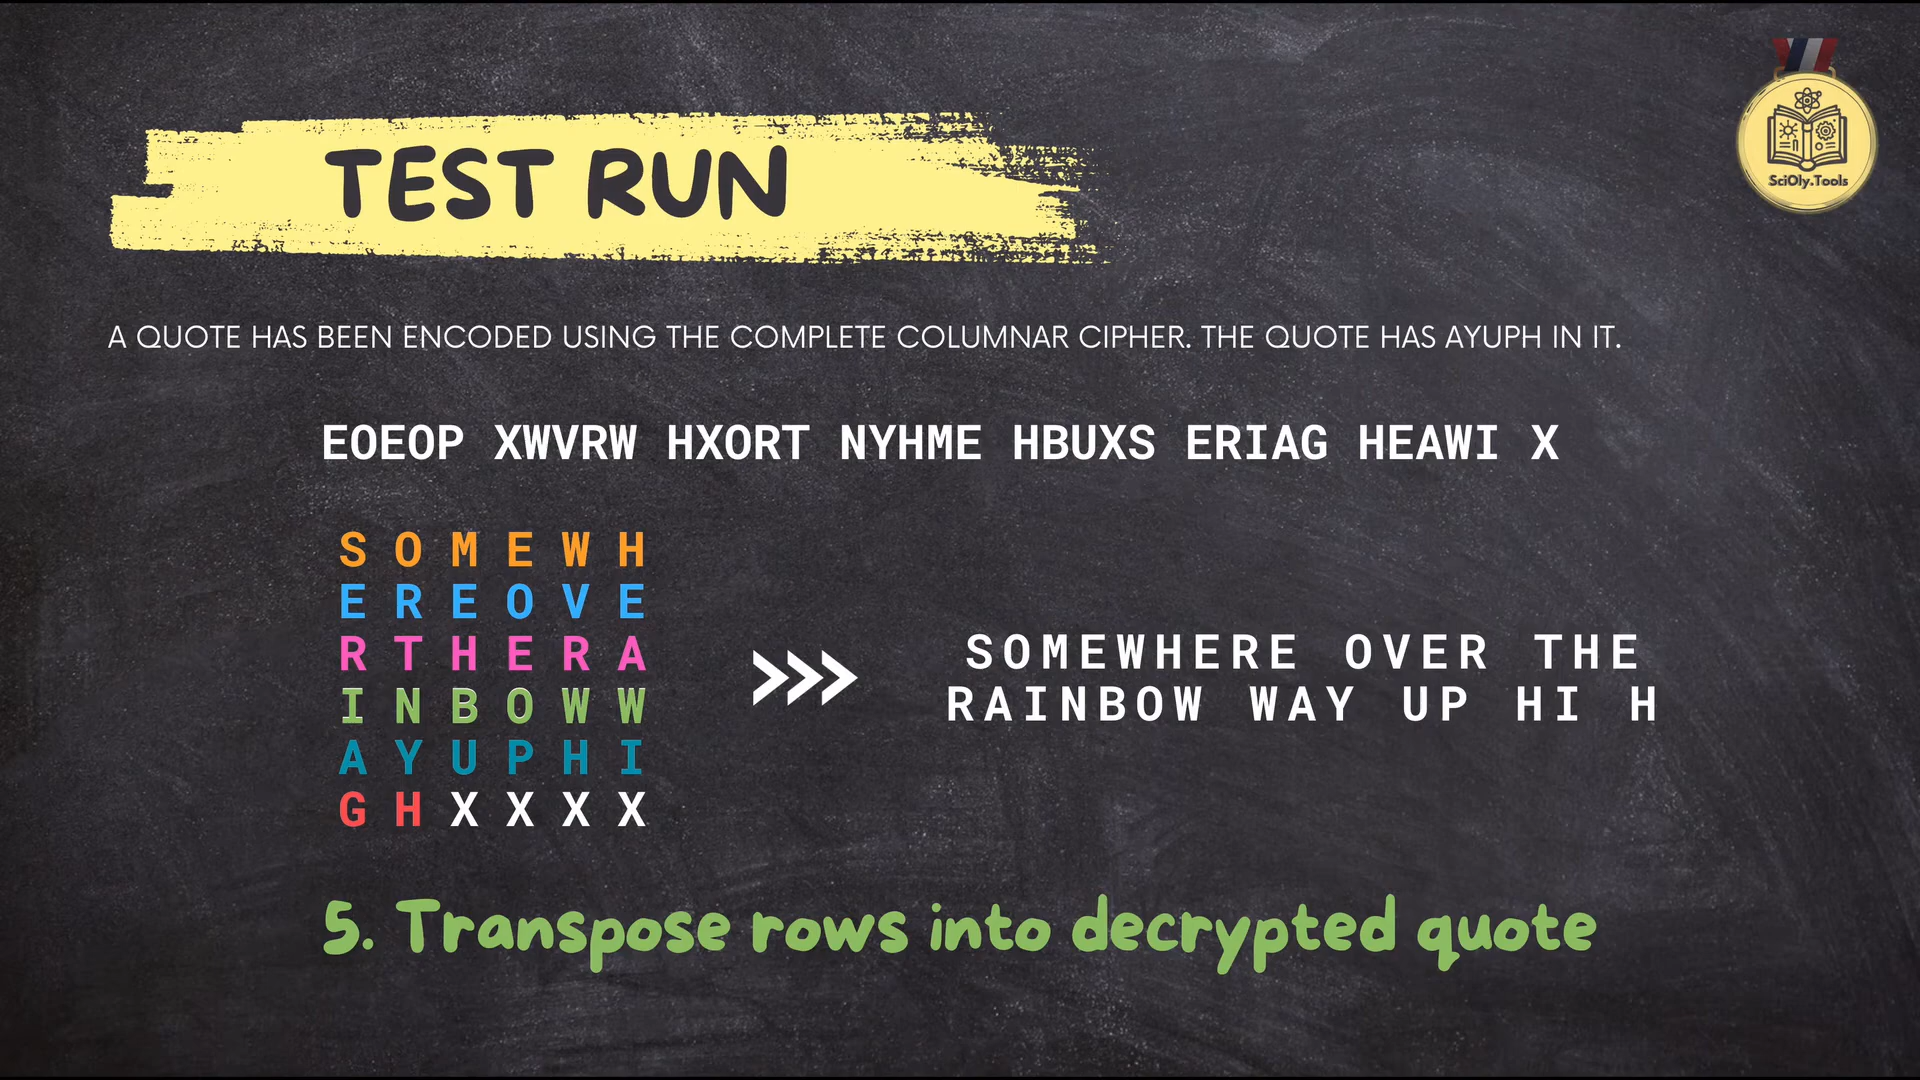 SciOly.Tools
TEST RUN
A QUOTE HAS BEEN ENCODED USING THE COMPLETE COLUMNAR CIPHER. THE QUOTE HAS AYUPH IN IT.
EOEOP XWVRW HXORT NYHME HBUXS ERIAG HEAWI X
S O M E W H
E R E O V E
R T H E R A
I N B O W W
A Y U P H I
G H X X X X
SOMEWHERE OVER THE
RAINBOW WAY UP HI H
5. Transpose rows into decrypted quote